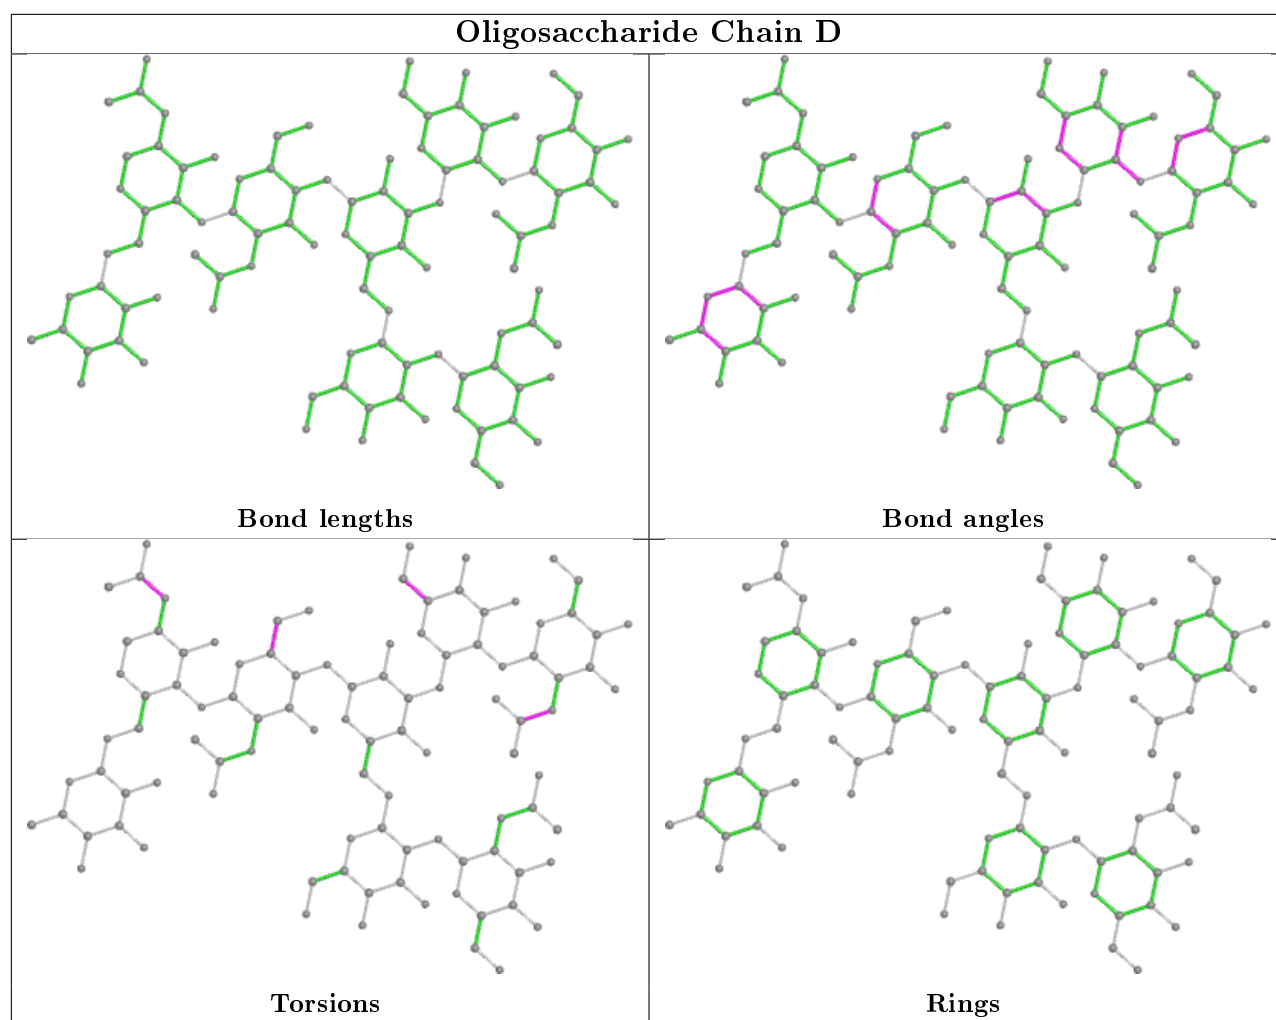 Oligosaccharide Chain D
Bond lengths
Bond angles
Torsions
Rings